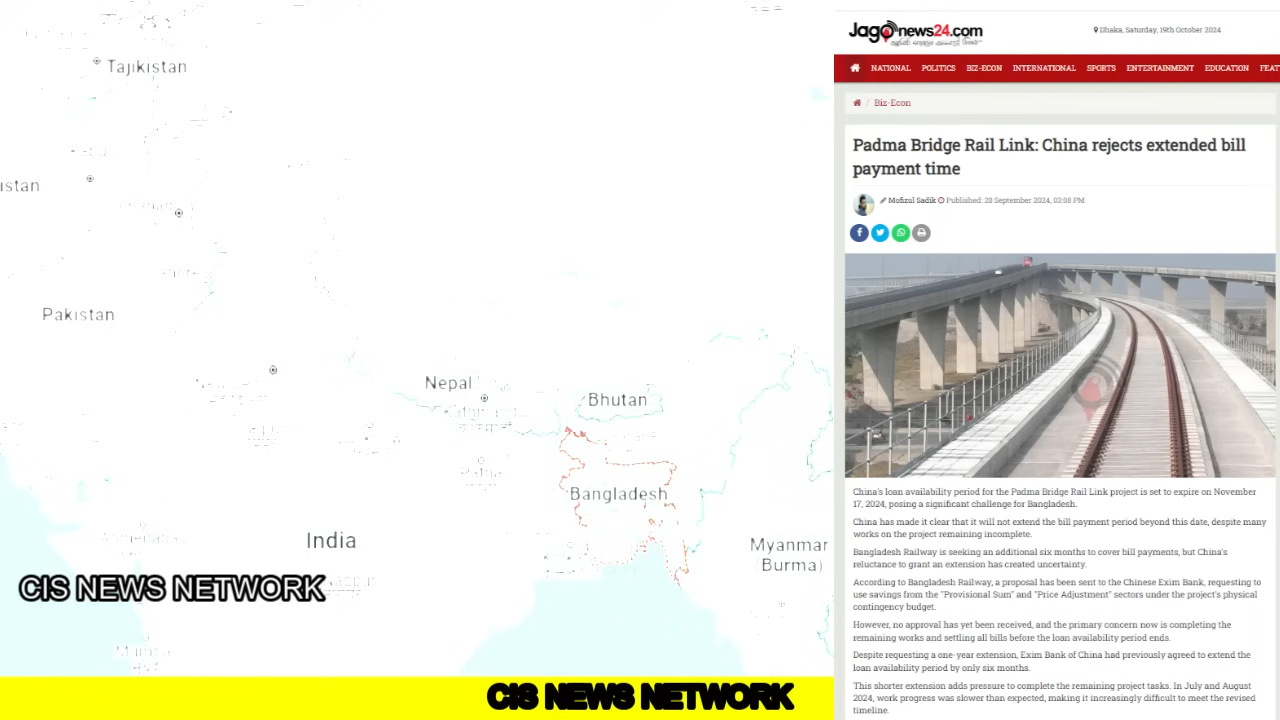 Tajikistan
istan
Pakistan
Nepal
Bhutan
Bangladesh
India
Myanmar
(Burma)
CIS NEWS NETWORK
CIS NEWS NETWORK
Jagonews24.com
Dhaka, Saturday, 19th October 2024
NATIONAL POLITICS BIZ-ECON INTERNATIONAL SPORTS ENTERTAINMENT EDUCATION FEAT
/ Biz-Econ
Padma Bridge Rail Link: China rejects extended bill
payment time
Mofizul Sadik Published: 28 September 2024, 03:08 PM
China's loan availability period for the Padma Bridge Rail Link project is set to expire on November
17, 2024, posing a significant challenge for Bangladesh.
China has made it clear that it will not extend the bill payment period beyond this date, despite many
works on the project remaining incomplete.
Bangladesh Railway is seeking an additional six months to cover bill payments, but China's
reluctance to grant an extension has created uncertainty.
According to Bangladesh Railway, a proposal has been sent to the Chinese Exim Bank, requesting to
use savings from the "Provisional Sum" and "Price Adjustment" sectors under the project's physical
contingency budget.
However, no approval has yet been received, and the primary concern now is completing the
remaining works and settling all bills before the loan availability period ends.
Despite requesting a one-year extension, Exim Bank of China had previously agreed to extend the
loan availability period by only six months.
This shorter extension adds pressure to complete the remaining project tasks. In July and August
2024, work progress was slower than expected, making it increasingly difficult to meet the revised
timeline.